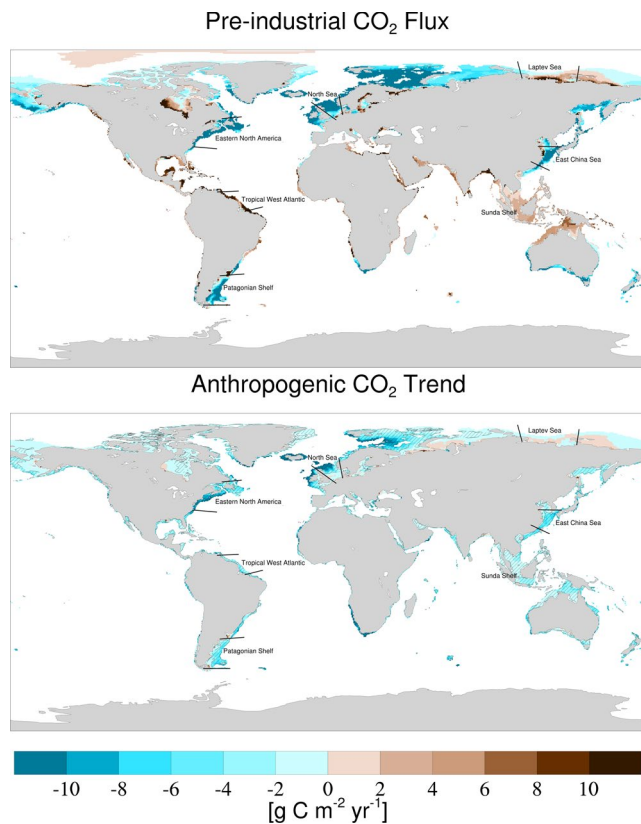 Pre-industrial CO₂ Flux
Laptev Sea
North Sea
Eastern North America
East China Sea
Tropical West Atlantic
Sunda Shelf
Patagonian Shelf
Anthropogenic CO₂ Trend
Laptev Sea
North Sea
Eastern North America
East China Sea
Tropical West Atlantic
Sunda Shelf
Patagonian Shelf
-10 -8 -6 -4 -2 0 2 4 6 8 10
[g C m⁻² yr⁻¹]